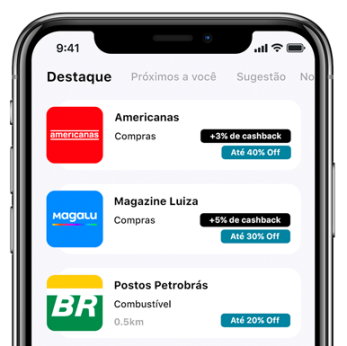 9:41
Destaque Próximos a você Sugestão No
americanas
Americanas
Compras
+3% de cashback
Até 40% Off
MagaLu
Magazine Luiza
Compras
+5% de cashback
Até 30% Off
BR
Postos Petrobrás
Combustível
0.5km
Até 20% Off